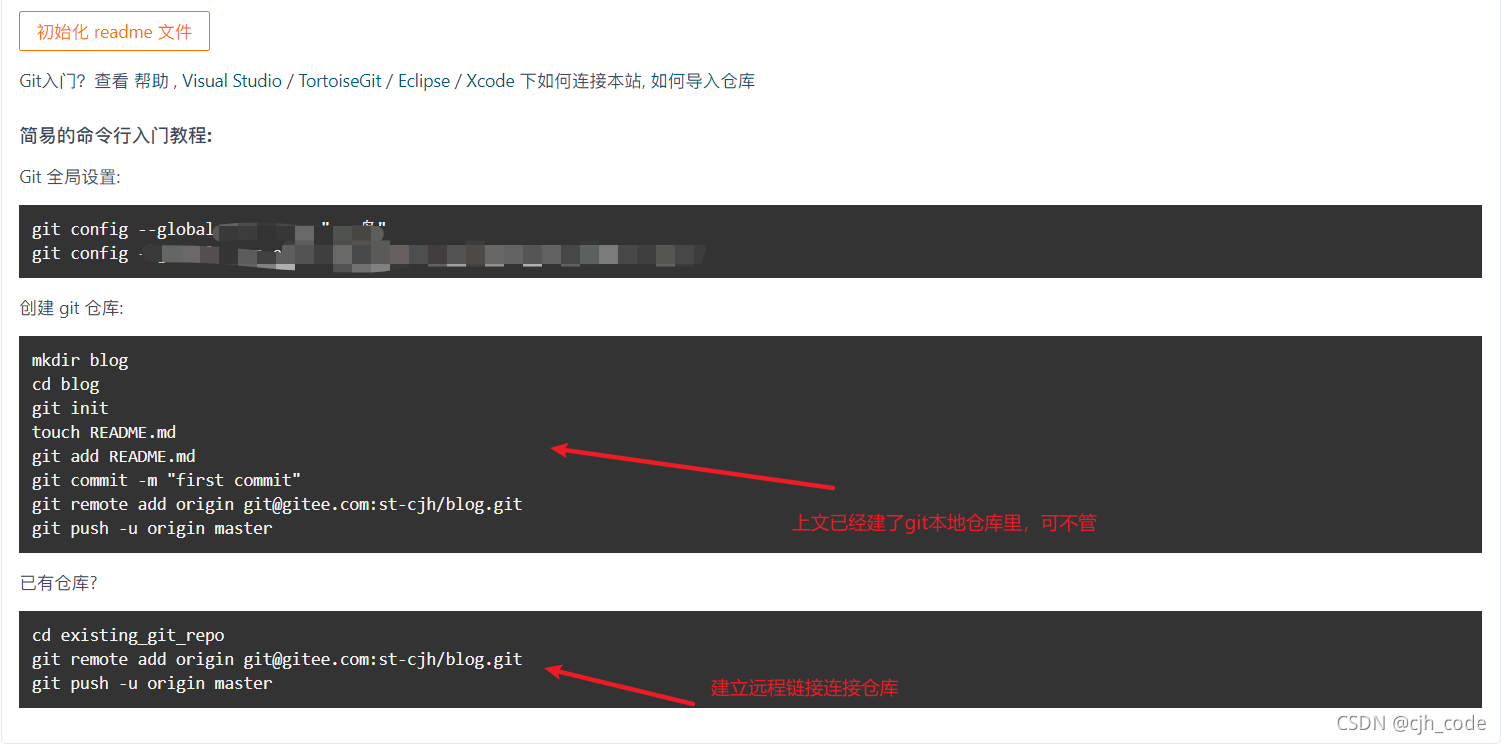 初始化 readme 文件
Git入门？查看 帮助 , Visual Studio / TortoiseGit / Eclipse / Xcode 下如何连接本站, 如何导入仓库
简易的命令行入门教程:
Git 全局设置:
git config --global
git config
创建 git 仓库:
mkdir blog
cd blog
git init
touch README.md
git add README.md
git commit -m "first commit"
git remote add origin git@gitee.com:st-cjh/blog.git
git push -u origin master
上文已经建了git本地仓库里，可不管
已有仓库?
cd existing_git_repo
git remote add origin git@gitee.com:st-cjh/blog.git
git push -u origin master
建立远程链接连接仓库
CSDN @cjh_code